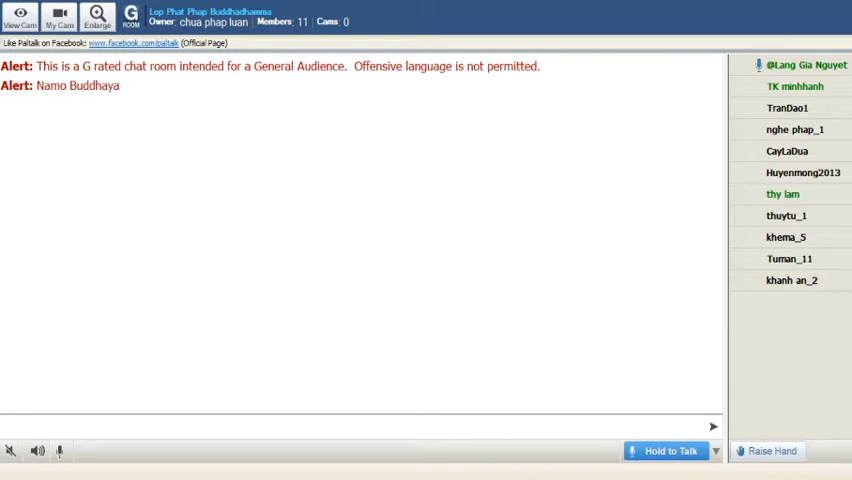 Lop Phat Phap Buddhadhamma
Owner: chua phap luan Members: 11 Cams: 0
View Cam
My Cam
Enlarge
G
ROOM
Like Paltalk on Facebook: www.facebook.com/paltalk (Official Page)
Alert: This is a G rated chat room intended for a General Audience. Offensive language is not permitted.
Alert: Namo Buddhaya
@Lang Gia Nguyet
TK minhhanh
TranDao1
nghe phap_1
CayLaDua
Huyenmong2013
thy lam
thuytu_1
khema_5
Tuman_11
khanh an_2
Hold to Talk
Raise Hand